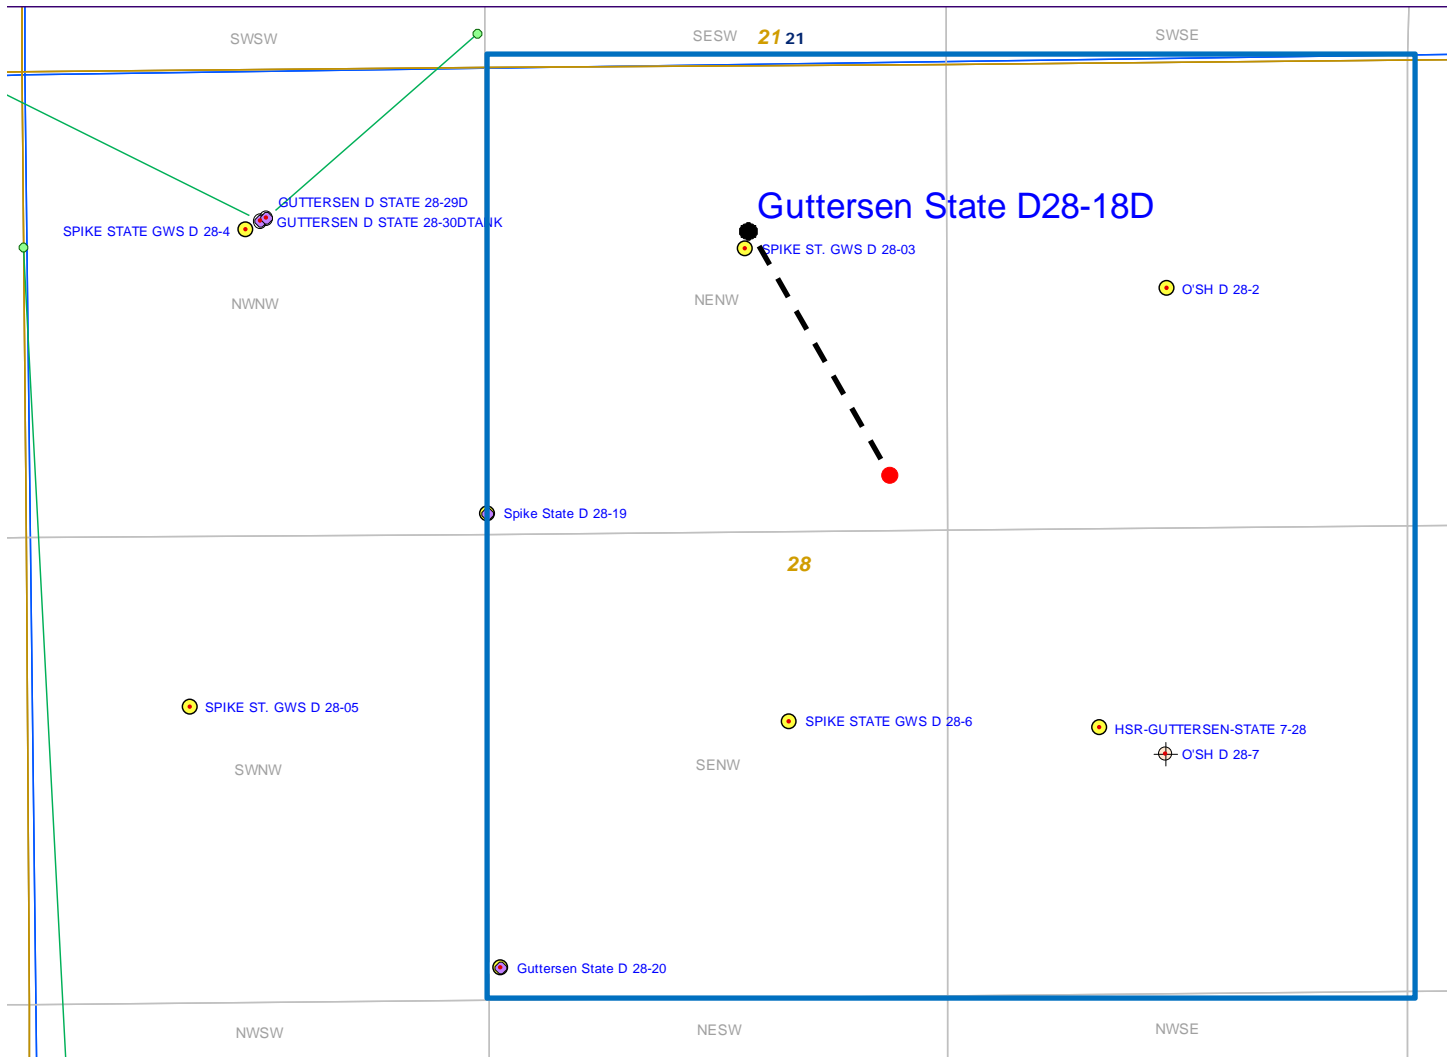 SWSW
SESW
21 21
SWSE
GUTTERSEN D STATE 28-29D
GUTTERSEN D STATE 28-30DTANK
SPIKE STATE GWS D 28-4
Guttersen State D28-18D
SPIKE ST. GWS D 28-03
O'SH D 28-2
NWNW
NENW
Spike State D 28-19
28
SPIKE ST. GWS D 28-05
SPIKE STATE GWS D 28-6
HSR-GUTTERSEN-STATE 7-28
O'SH D 28-7
SWNW
SENW
Guttersen State D 28-20
NWSW
NESW
NWSE